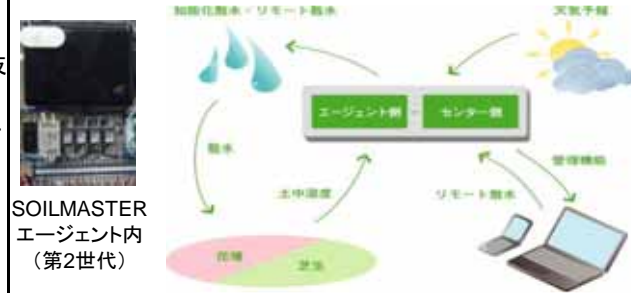 SOILMASTER
エージェント内
（第2世代）
知能化散水・リモート散水
天気予報
エージェント側
センター側
散水
土中湿度
リモート散水
管理機能
花壇
芝生